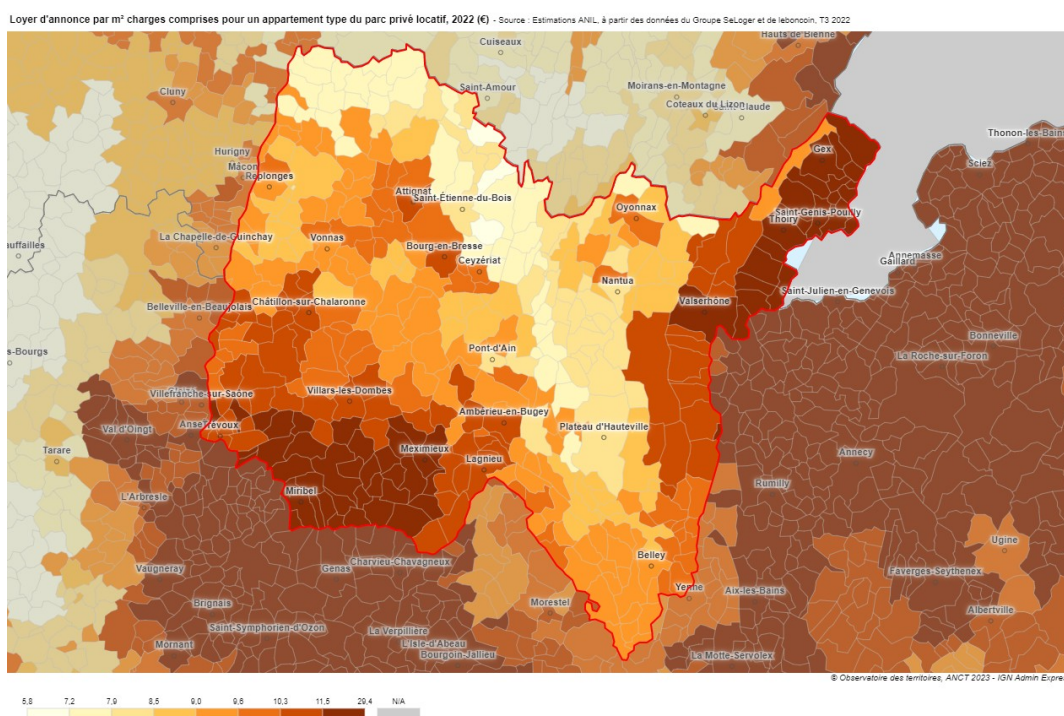 Loyer d'annonce par m² charges comprises pour un appartement type du parc privé locatif, 2022 (€) - Source : Estimations ANIL, à partir des données du Groupe SeLoger et de leboncoin, T3 2022
Hauts de Bienne
Cuiseaux
Cluny
Saint-Amour
Moirans-en-Montagne
Coteaux du Lizon
Thonon-les-Bain
Hurigny
Mâcon
Replonges
Gex
Sciez
Attignat
Saint-Étienne-du-Bois
Oyonnax
Saint-Genis-Pouilly
Thoiry
La Chapelle-de-Guinchay
Vonnas
auffailles
Bourg-en-Bresse
Ceyzériat
Annemasse
Gaillard
Nantua
Saint-Julien-en-Genevois
Belleville-en-Beaujolais
Châtillon-sur-Chalaronne
Valserhône
Bonneville
s-Bourgs
Pont-d'Ain
La Roche-sur-Foron
Villefranche-sur-Saône
Villars-les-Dombes
Ambérieu-en-Bugey
Val d'Oingt
Plateau d'Hauteville
Tarare
Meximieux
Lagnieu
Annecy
L'Arbresle
Miribel
Rumilly
Ugine
Vaugneray
Genas
Charvieu-Chavagneux
Belley
Faverges-Seythenex
Yenne
Aix-les-Bains
Brignais
Morestel
Albertville
Saint-Symphorien-d'Ozon
La Verpillière
Mornant
L'Isle-d'Abeau
Bourgoin-Jallieu
La Motte-Servolex
© Observatoire des territoires, ANCT 2023 - IGN Admin Expre
5,8 7,2 7,9 8,5 9,0 9,6 10,3 11,5 29,4 N/A